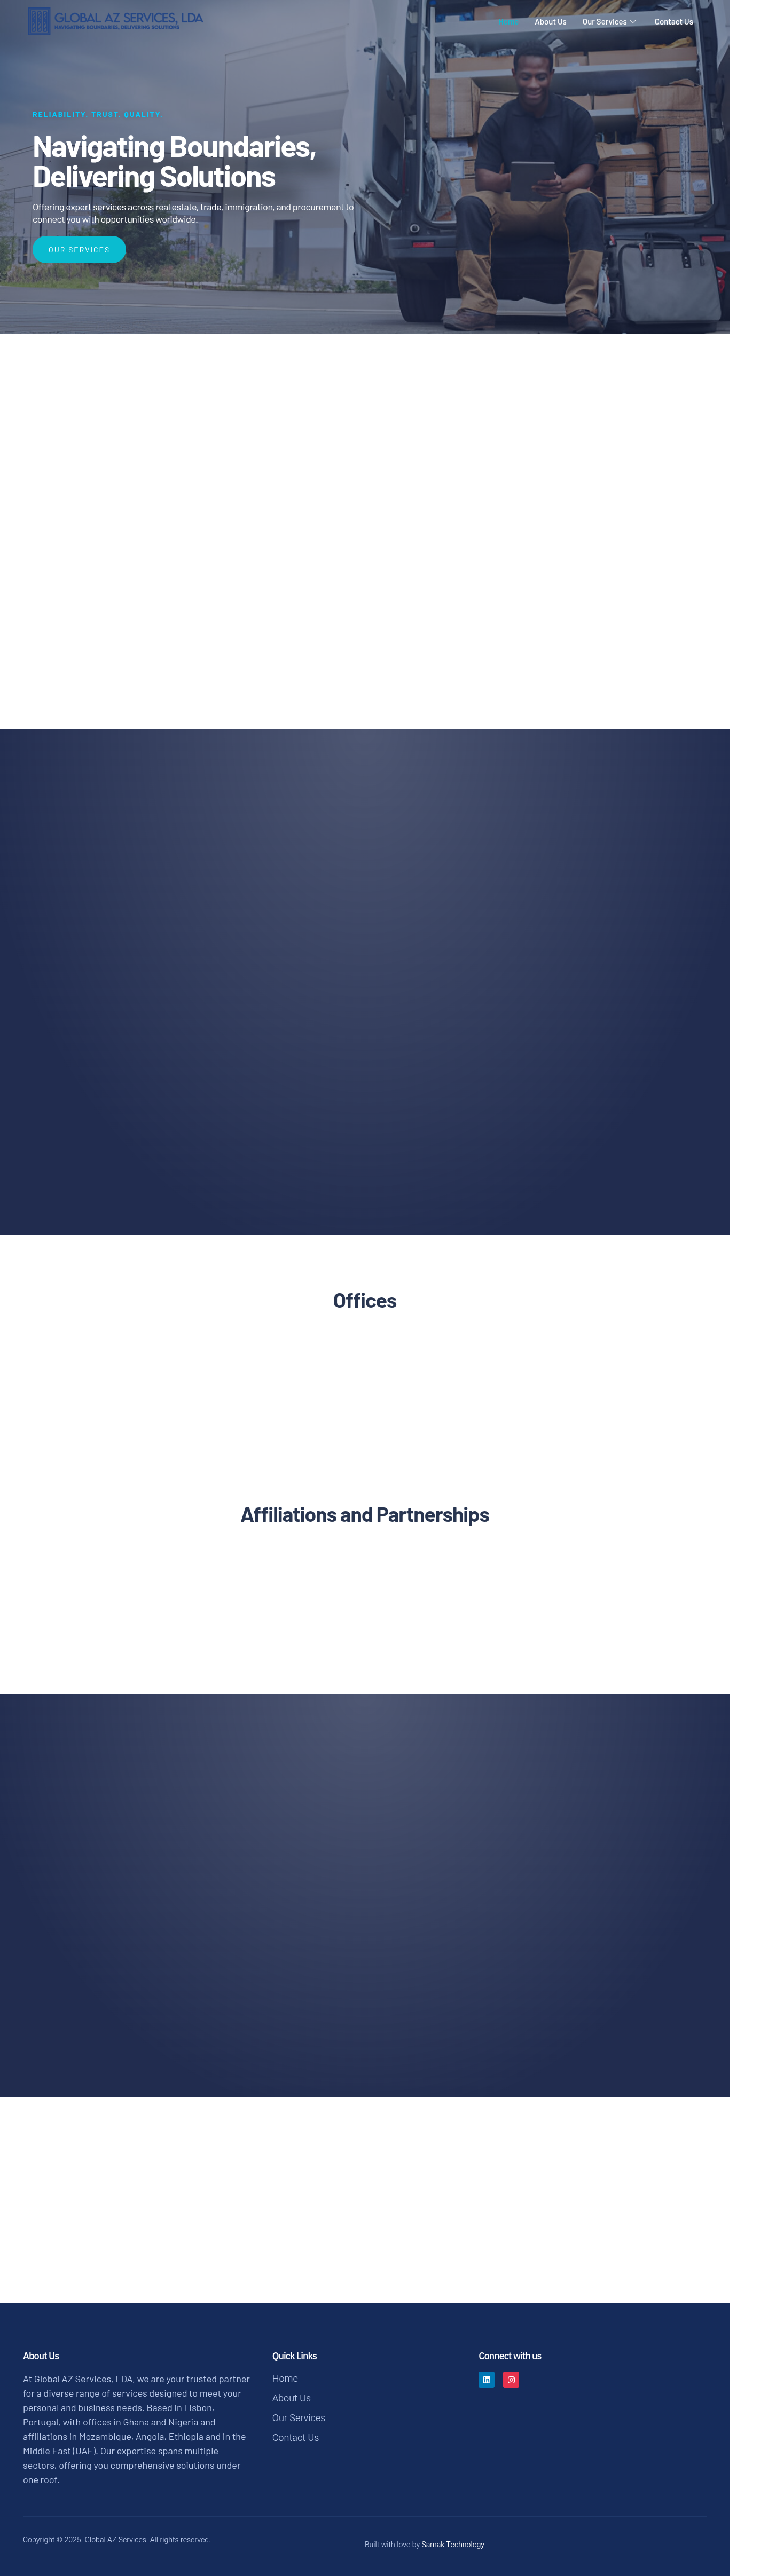 GLOBAL AZ SERVICES, LDA
NAVIGATING BOUNDARIES, DELIVERING SOLUTIONS
Home
About Us
Our Services
Contact Us
RELIABILITY. TRUST. QUALITY.
Navigating Boundaries,
Delivering Solutions
Offering expert services across real estate, trade, immigration, and procurement to
connect you with opportunities worldwide.
OUR SERVICES
Offices
Affiliations and Partnerships
About Us
At Global AZ Services, LDA, we are your trusted partner
for a diverse range of services designed to meet your
personal and business needs. Based in Lisbon,
Portugal, with offices in Ghana and Nigeria and
affiliations in Mozambique, Angola, Ethiopia and in the
Middle East (UAE). Our expertise spans multiple
sectors, offering you comprehensive solutions under
one roof.
Quick Links
Home
About Us
Our Services
Contact Us
Connect with us
Copyright © 2025. Global AZ Services. All rights reserved.
Built with love by Samak Technology